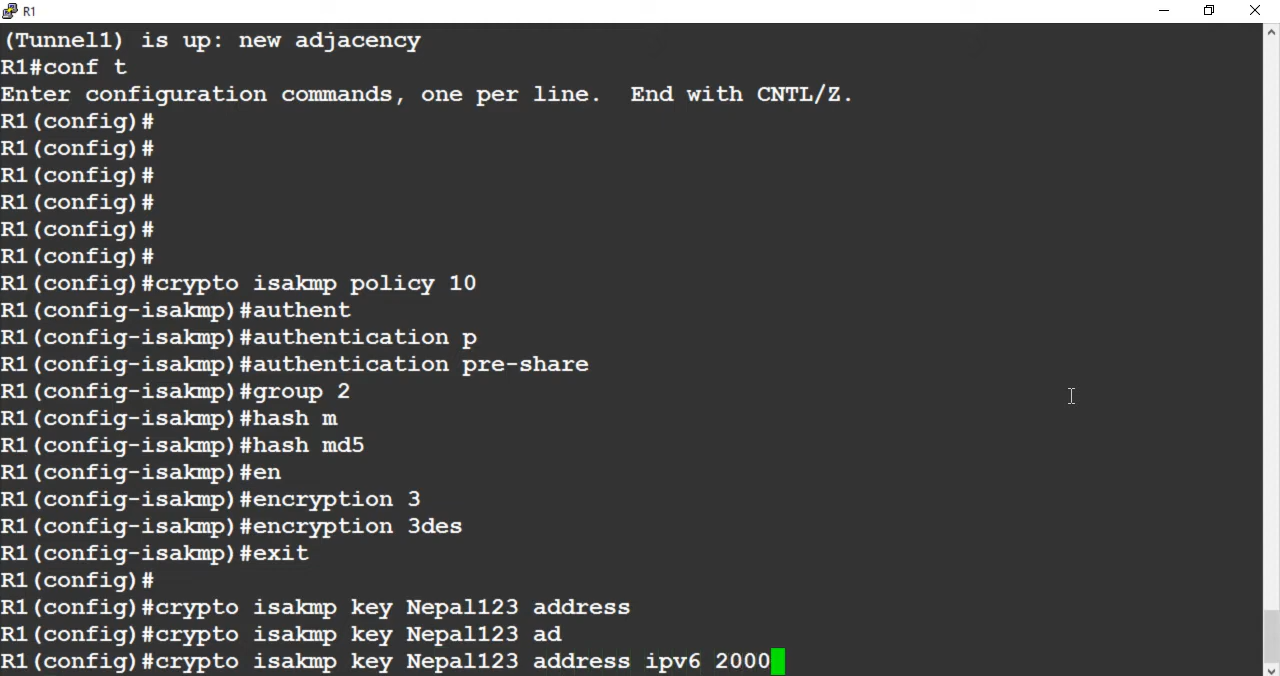 R1
(Tunnel1) is up: new adjacency
R1#conf t
Enter configuration commands, one per line.  End with CNTL/Z.
R1(config)#
R1(config)#
R1(config)#
R1(config)#
R1(config)#
R1(config)#
R1(config)#crypto isakmp policy 10
R1(config-isakmp)#authent
R1(config-isakmp)#authentication p
R1(config-isakmp)#authentication pre-share
R1(config-isakmp)#group 2
R1(config-isakmp)#hash m
R1(config-isakmp)#hash md5
R1(config-isakmp)#en
R1(config-isakmp)#encryption 3
R1(config-isakmp)#encryption 3des
R1(config-isakmp)#exit
R1(config)#
R1(config)#crypto isakmp key Nepal123 address
R1(config)#crypto isakmp key Nepal123 ad
R1(config)#crypto isakmp key Nepal123 address ipv6 2000